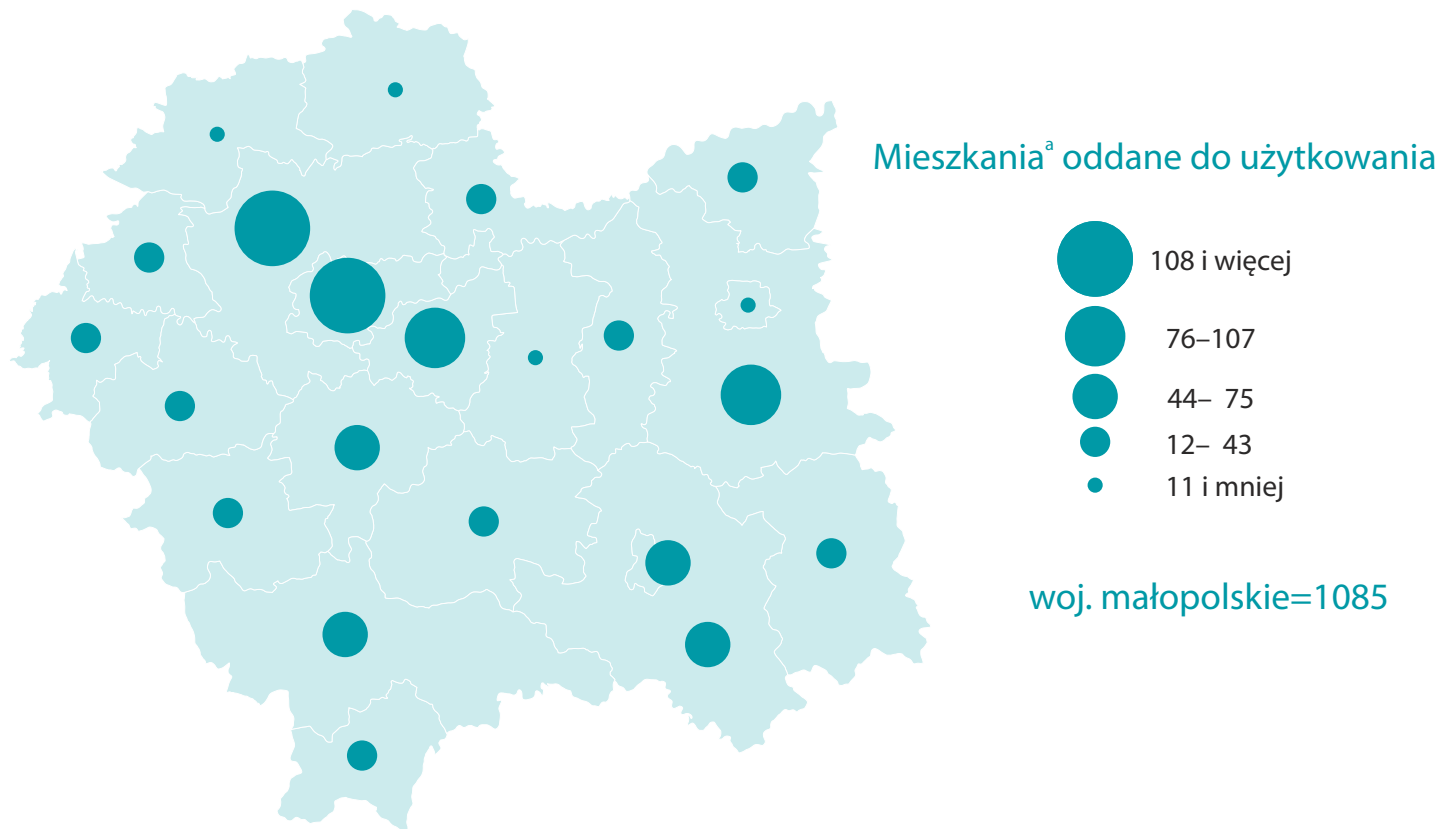 Mieszkaniaᵃ oddane do użytkowania
108 i więcej
76–107
44– 75
12– 43
11 i mniej
woj. małopolskie=1085